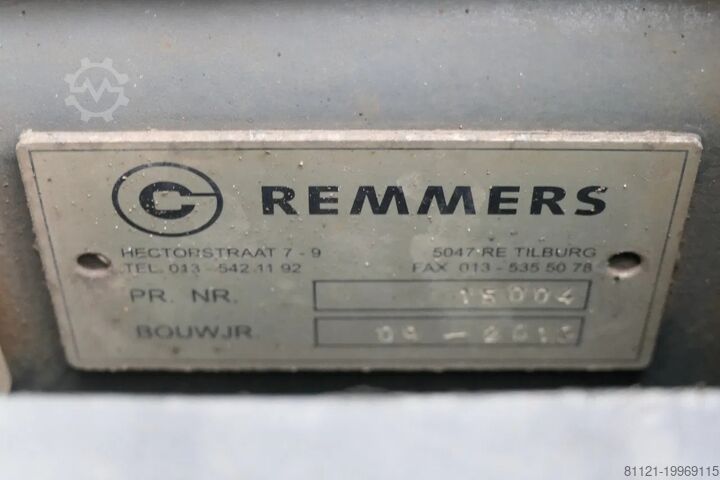 REMMERS
HECTORSTRAAT 7 - 9 5047 RE TILBURG
TEL. 013 - 542 11 92 FAX 013 - 535 50 78
PR. NR. 15004
BOUWJR.
81121-19969115